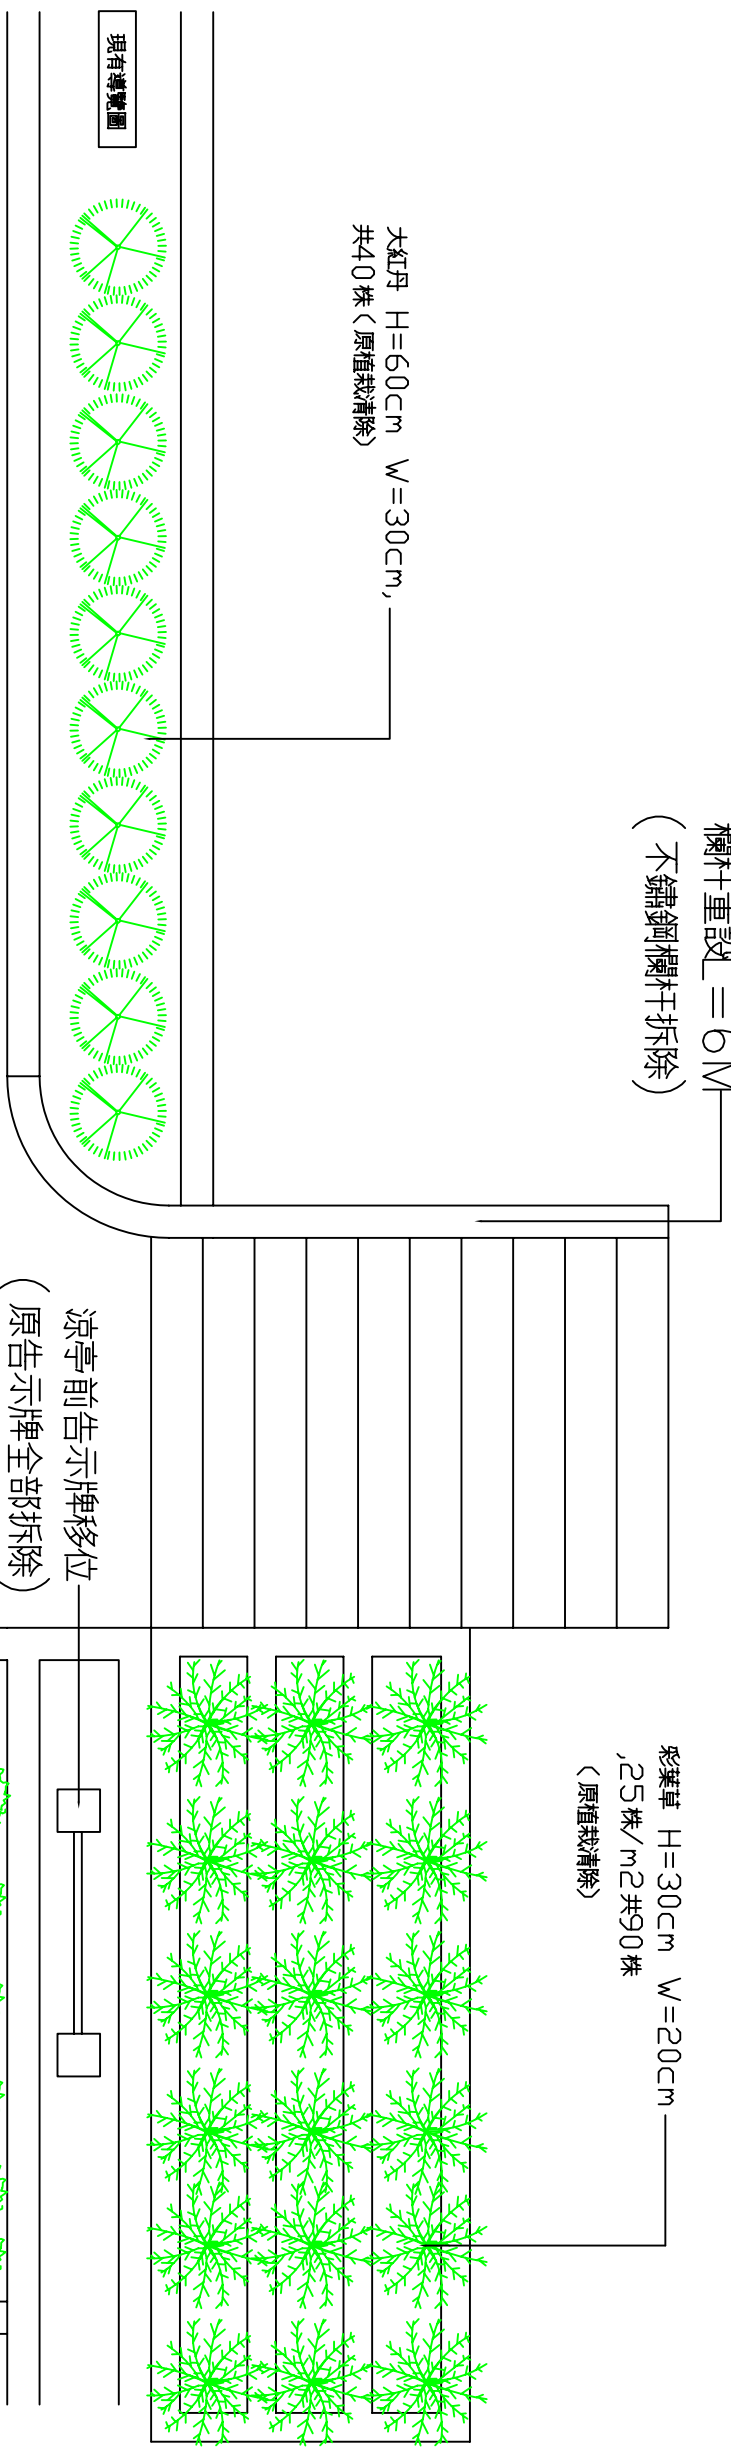 現有導覽圖
大紅丹 H=60cm W=30cm,
共40株(原植栽清除)
欄杆重設L=6M
(不鏽鋼欄杆拆除)
涼亭前告示牌移位
(原告示牌全部拆除)
彩葉草 H=30cm W=20cm
,25株/m2共90株
(原植栽清除)